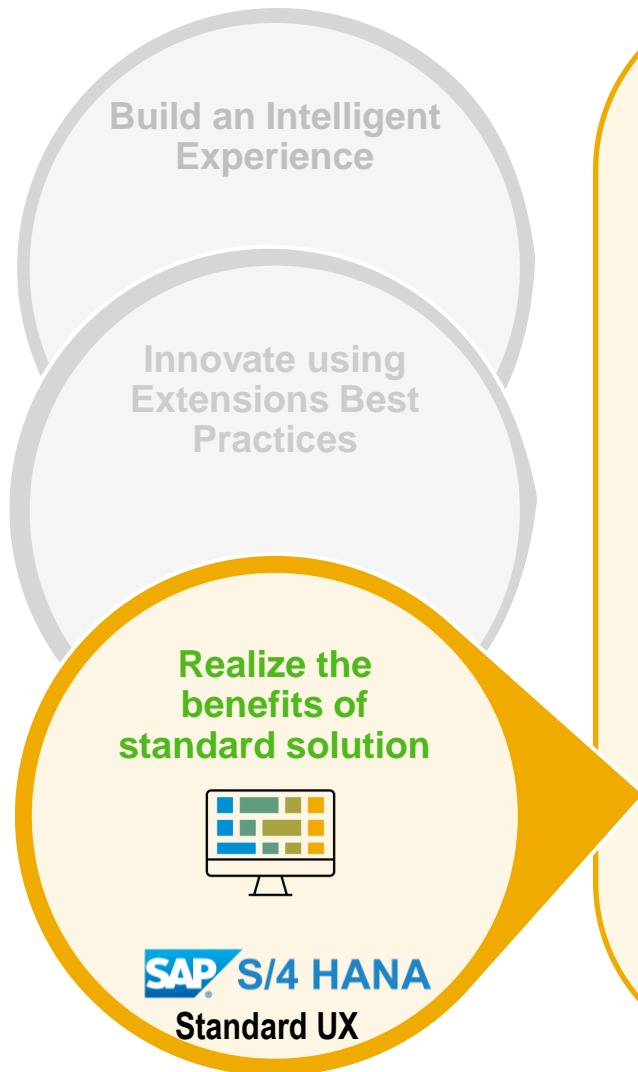 Build an Intelligent
Experience
Innovate using
Extensions Best
Practices
Realize the
benefits of
standard solution
SAP S/4 HANA
Standard UX